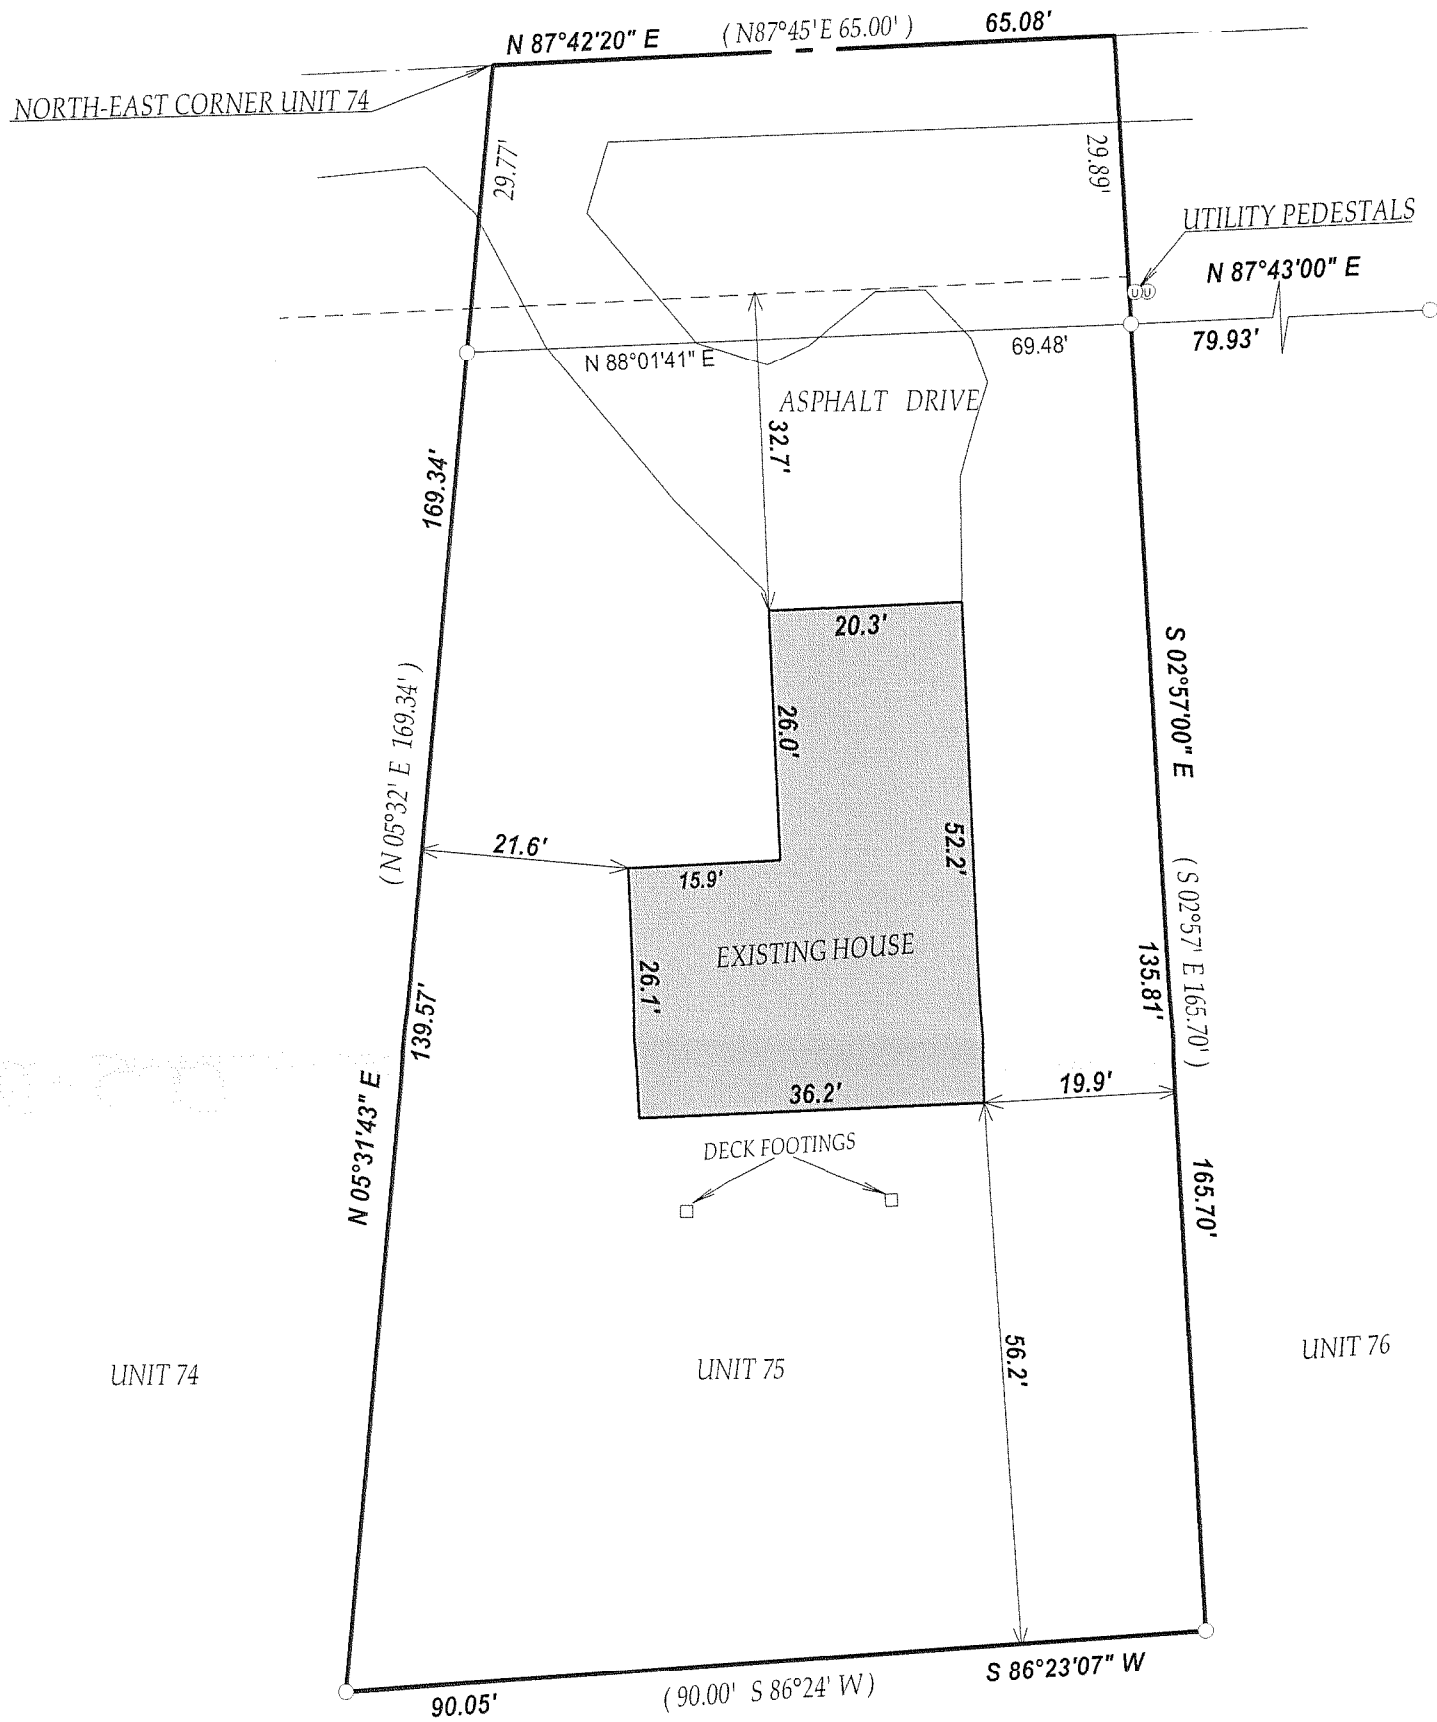 N 87°42'20" E
( N87°45'E 65.00' )
65.08'
NORTH-EAST CORNER UNIT 74
29.77'
29.89'
UTILITY PEDESTALS
N 87°43'00" E
U U
N 88°01'41" E
69.48'
79.93'
ASPHALT DRIVE
32.7'
169.34'
20.3'
S 02°57'00" E
26.0'
( N 05°32' E 169.34' )
21.6'
15.9'
52.2'
( S 02°57' E 165.70' )
EXISTING HOUSE
26.1'
135.81'
139.57'
36.2'
19.9'
N 05°31'43" E
DECK FOOTINGS
165.70'
56.2'
UNIT 74
UNIT 75
UNIT 76
90.05'
( 90.00' S 86°24' W )
S 86°23'07" W